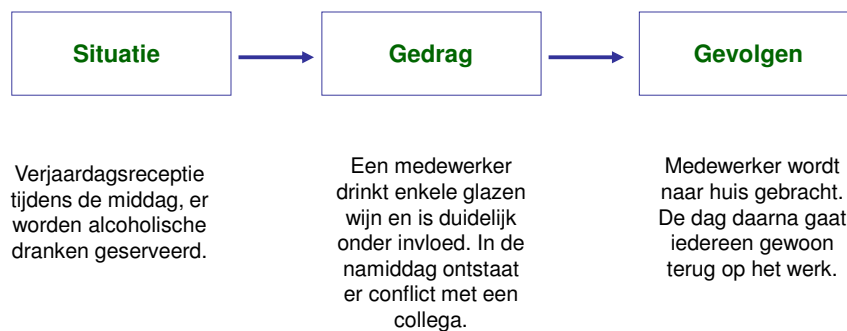 Situatie
Gedrag
Gevolgen
Verjaardagsreceptie
tijdens de middag, er
worden alcoholische
dranken geserveerd.
Een medewerker
drinkt enkele glazen
wijn en is duidelijk
onder invloed. In de
namiddag ontstaat
er conflict met een
collega.
Medewerker wordt
naar huis gebracht.
De dag daarna gaat
iedereen gewoon
terug op het werk.